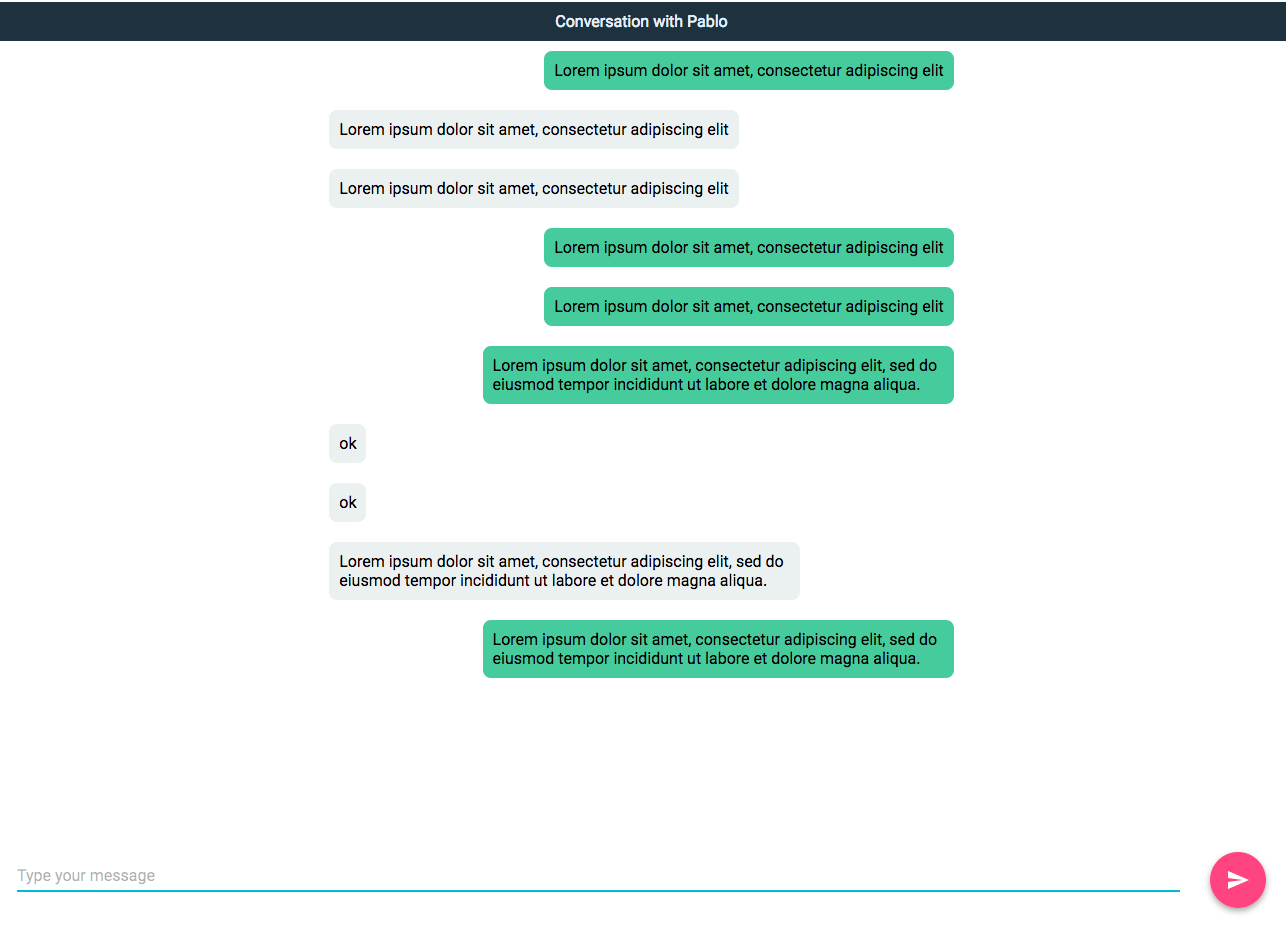 Conversation with Pablo
Lorem ipsum dolor sit amet, consectetur adipiscing elit
Lorem ipsum dolor sit amet, consectetur adipiscing elit
Lorem ipsum dolor sit amet, consectetur adipiscing elit
Lorem ipsum dolor sit amet, consectetur adipiscing elit
Lorem ipsum dolor sit amet, consectetur adipiscing elit
Lorem ipsum dolor sit amet, consectetur adipiscing elit, sed do
eiusmod tempor incididunt ut labore et dolore magna aliqua.
ok
ok
Lorem ipsum dolor sit amet, consectetur adipiscing elit, sed do
eiusmod tempor incididunt ut labore et dolore magna aliqua.
Lorem ipsum dolor sit amet, consectetur adipiscing elit, sed do
eiusmod tempor incididunt ut labore et dolore magna aliqua.
Type your message